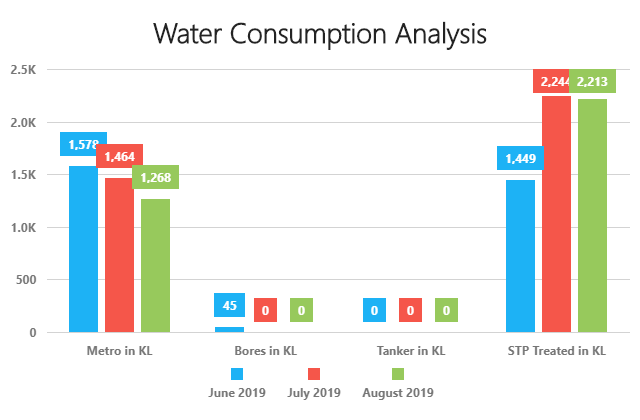 Water Consumption Analysis
2.5K
2.0K
1.5K
1.0K
500
0
1,578
1,464
1,268
45
0
0
0
0
0
1,449
2,244
2,213
Metro in KL
Bores in KL
Tanker in KL
STP Treated in KL
June 2019
July 2019
August 2019